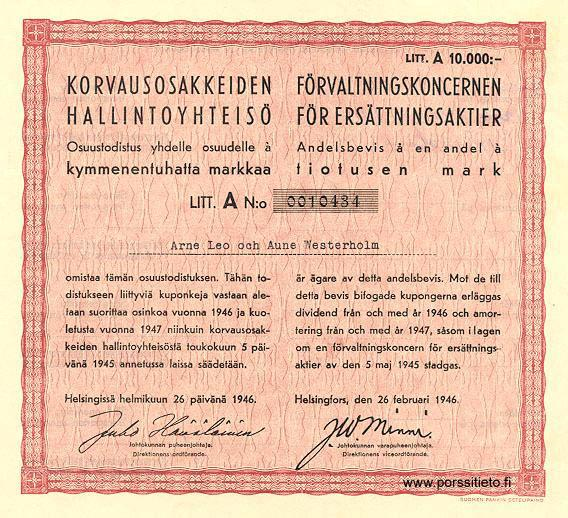 LITT. A 10.000:-
KORVAUSOSAKKEIDEN
HALLINTOYHTEISÖ
Osuustodistus yhdelle osuudelle à
kymmenentuhatta markkaa
FÖRVALTNINGSKONCERNEN
FÖR ERSÄTTNINGSAKTIER
Andelsbevis å en andel à
tiotusen mark
LITT. A N:o 0010434
Arne Leo och Aune Westerholm
omistaa tämän osuustodistuksen. Tähän to-
distukseen liittyviä kuponkeja vastaan ale-
taan suorittaa osinkoa vuonna 1946 ja kuo-
letusta vuonna 1947 niinkuin korvausosak-
keiden hallintoyhteisöstä toukokuun 5 päi-
vänä 1945 annetussa laissa säädetään.
Helsingissä helmikuun 26 päivänä 1946.
Johtokunnan puheenjohtaja.
Direktionens ordförande.
är ägare av detta andelsbevis. Mot de till
detta bevis bifogade kupongerna erläggas
dividend från och med år 1946 och amor-
tering från och med år 1947, såsom i lagen
om en förvaltningskoncern för ersättnings-
aktier av den 5 maj 1945 stadgas.
Helsingfors, den 26 februari 1946.
Johtokunnan varapuheenjohtaja.
Direktionens viceordförande.
www.porssitieto.fi
SUOMEN PANKIN SETELIPAINO